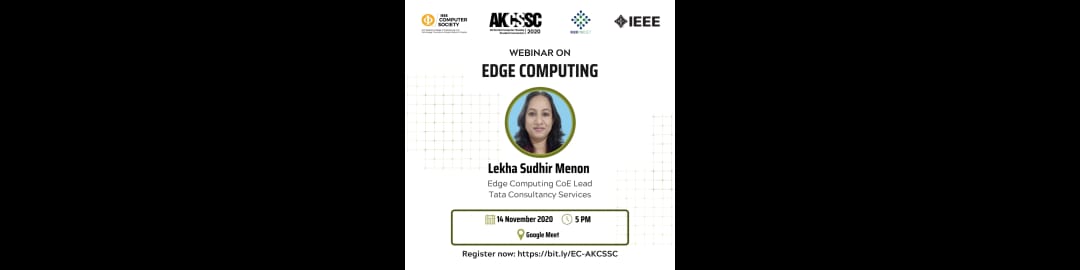 IEEE
COMPUTER
SOCIETY
AKCSSC
2020
IEEE
WEBINAR ON
EDGE COMPUTING
Lekha Sudhir Menon
Edge Computing CoE Lead
Tata Consultancy Services
14 November 2020
5 PM
Google Meet
Register now: https://bit.ly/EC-AKCSSC